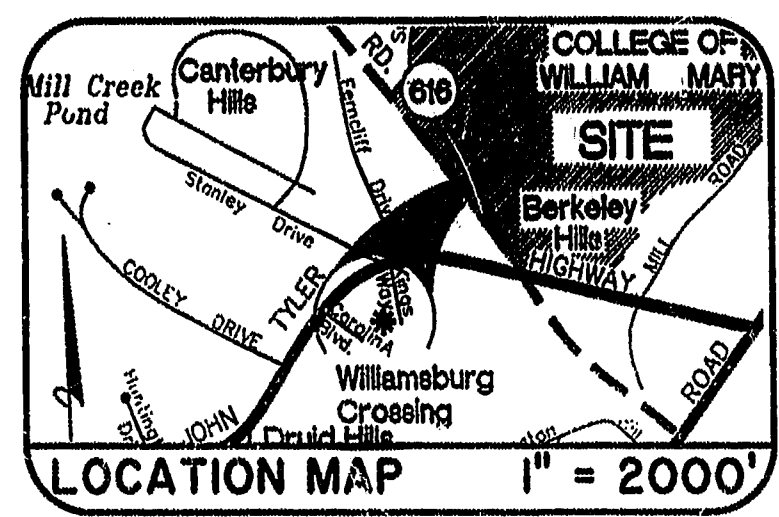 RD.
616
COLLEGE OF
WILLIAM MARY
SITE
Mill Creek
Pond
Canterbury
Hills
Ferncliff Drive
Stanley Drive
Berkeley
Hills
MILL ROAD
COOLEY DRIVE
JOHN TYLER HIGHWAY
Kings
Way
Carolina
Blvd.
Williamsburg
Crossing
ROAD
Druid Hills
LOCATION MAP 1" = 2000'